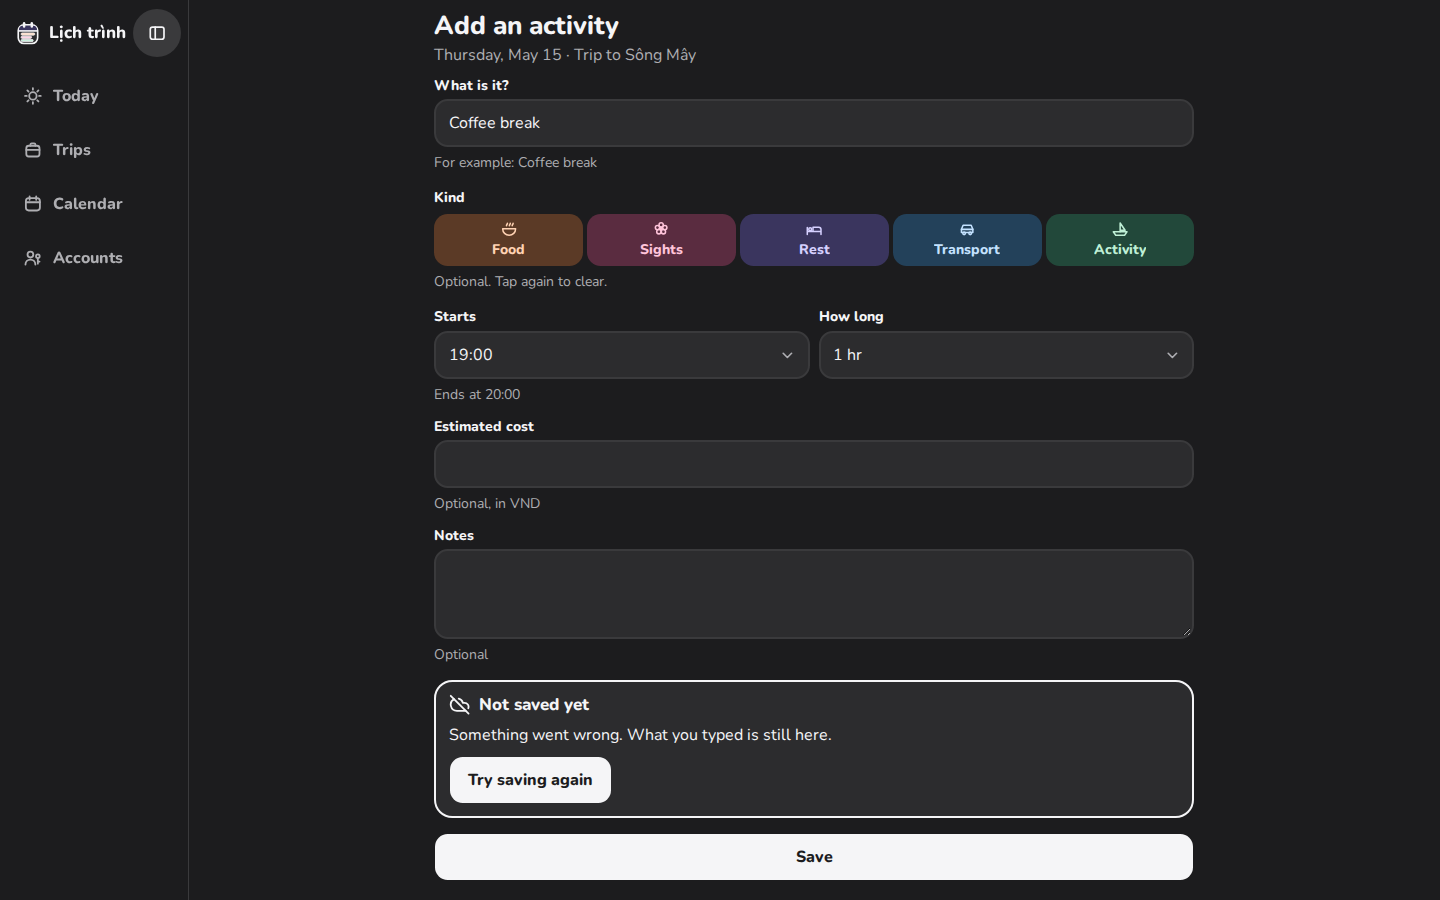 Lịch trình
Today
Trips
Calendar
Accounts
Add an activity
Thursday, May 15 · Trip to Sông Mây
What is it?
Coffee break
For example: Coffee break
Kind
Food
Sights
Rest
Transport
Activity
Optional. Tap again to clear.
Starts
How long
19:00
1 hr
Ends at 20:00
Estimated cost
Optional, in VND
Notes
Optional
Not saved yet
Something went wrong. What you typed is still here.
Try saving again
Save